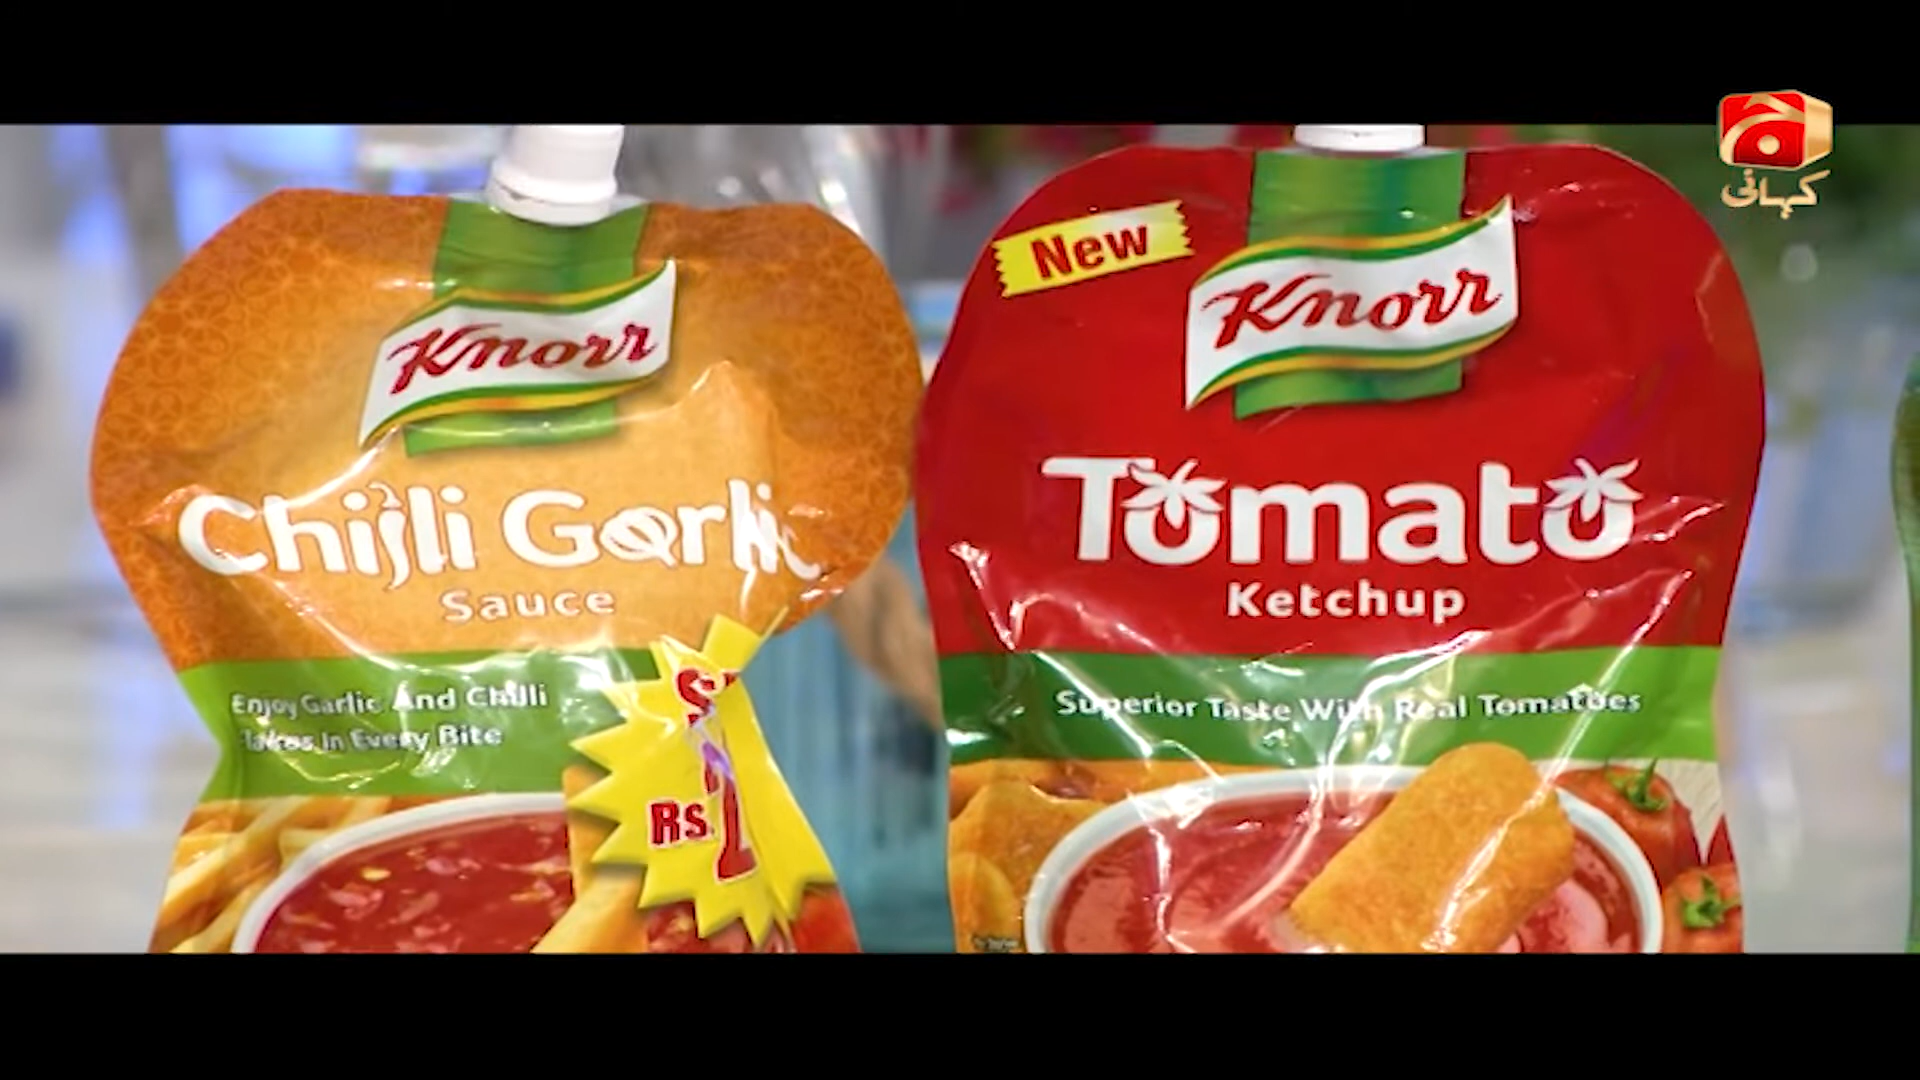 کہانی
Knorr
Chilli Garlic
Sauce
Enjoy Garlic And Chilli
In Every Bite
Rs.
New
Knorr
Tomato
Ketchup
Superior Taste With Real Tomatoes